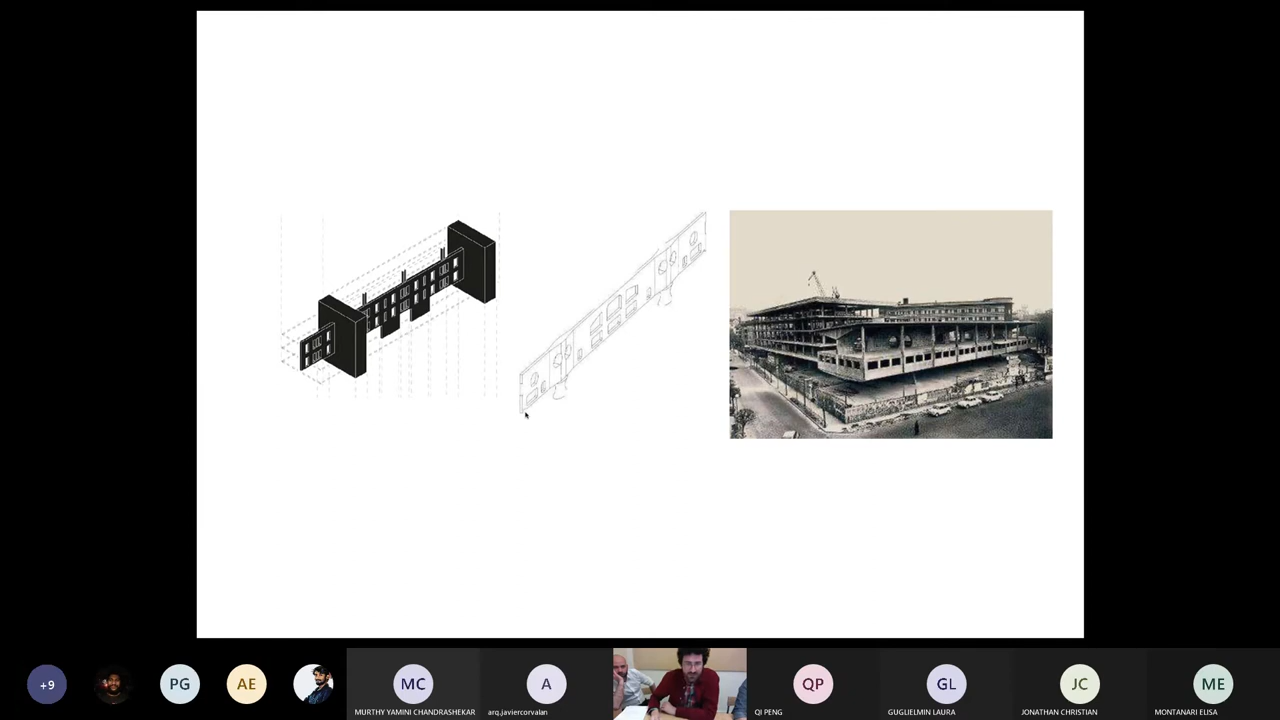 +9
PG
AE
MC
A
QP
GL
JC
ME
MURTHY YAMINI CHANDRASHEKAR
arq.javiercorvalan
QI PENG
GUGLIELMIN LAURA
JONATHAN CHRISTIAN
MONTANARI ELISA